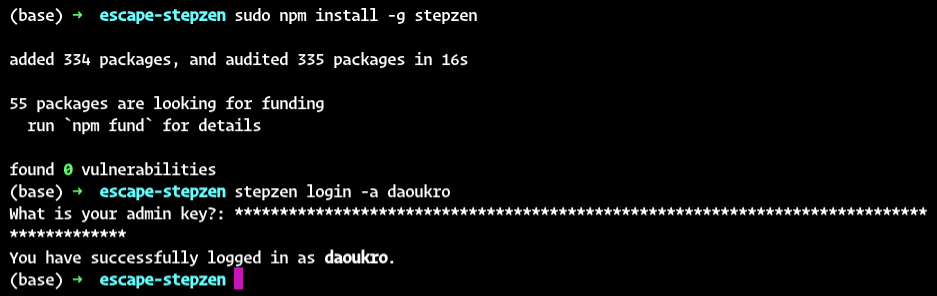 (base) → escape-stepzen sudo npm install -g stepzen
added 334 packages, and audited 335 packages in 16s
55 packages are looking for funding
run `npm fund` for details
found 0 vulnerabilities
(base) → escape-stepzen stepzen login -a daoukro
What is your admin key?: *****************************************************************************
*************
You have successfully logged in as daoukro.
(base) → escape-stepzen